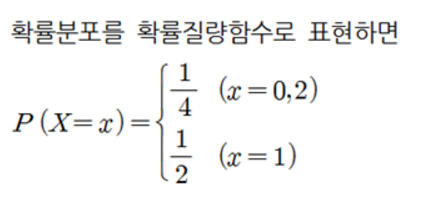 확률분포를 확률질량함수로 표현하면
P(X=x)={
1/4 (x=0,2)
1/2 (x=1)